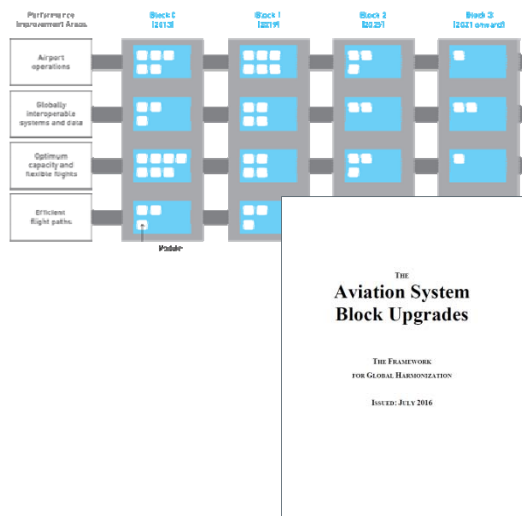 Performance
Improvement Areas
Block 0
(2013)
Block 1
(2019)
Block 2
(2025)
Block 3
(2031 onward)
Airport
operations
Globally
interoperable
systems and data
Optimum
capacity and
flexible flights
Efficient
flight paths
Module
THE
Aviation System
Block Upgrades
THE FRAMEWORK
FOR GLOBAL HARMONIZATION
ISSUED: JULY 2016